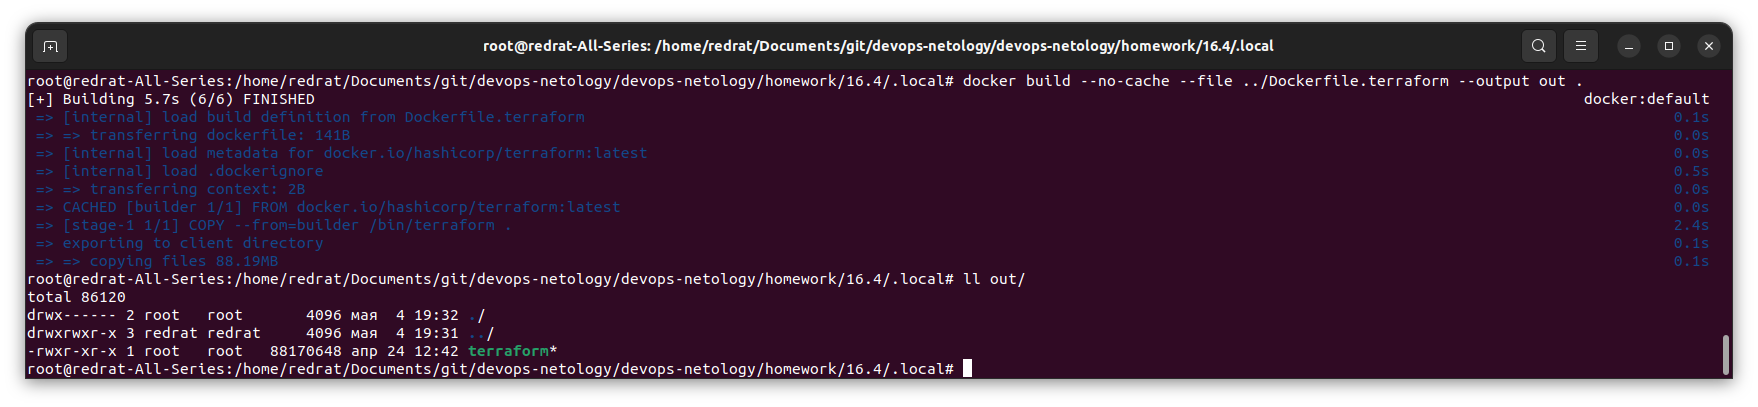 root@redrat-All-Series: /home/redrat/Documents/git/devops-netology/devops-netology/homework/16.4/.local
root@redrat-All-Series:/home/redrat/Documents/git/devops-netology/devops-netology/homework/16.4/.local# docker build --no-cache --file ../Dockerfile.terraform --output out .
[+] Building 5.7s (6/6) FINISHED docker:default
=> [internal] load build definition from Dockerfile.terraform 0.1s
=> => transferring dockerfile: 141B 0.0s
=> [internal] load metadata for docker.io/hashicorp/terraform:latest 0.0s
=> [internal] load .dockerignore 0.5s
=> => transferring context: 2B 0.0s
=> CACHED [builder 1/1] FROM docker.io/hashicorp/terraform:latest 0.0s
=> [stage-1 1/1] COPY --from=builder /bin/terraform . 2.4s
=> exporting to client directory 0.1s
=> => copying files 88.19MB 0.1s
root@redrat-All-Series:/home/redrat/Documents/git/devops-netology/devops-netology/homework/16.4/.local# ll out/
total 86120
drwx------ 2 root   root       4096 мая  4 19:32 ./
drwxrwxr-x 3 redrat redrat     4096 мая  4 19:31 ../
-rwxr-xr-x 1 root   root   88170648 апр 24 12:42 terraform*
root@redrat-All-Series:/home/redrat/Documents/git/devops-netology/devops-netology/homework/16.4/.local#